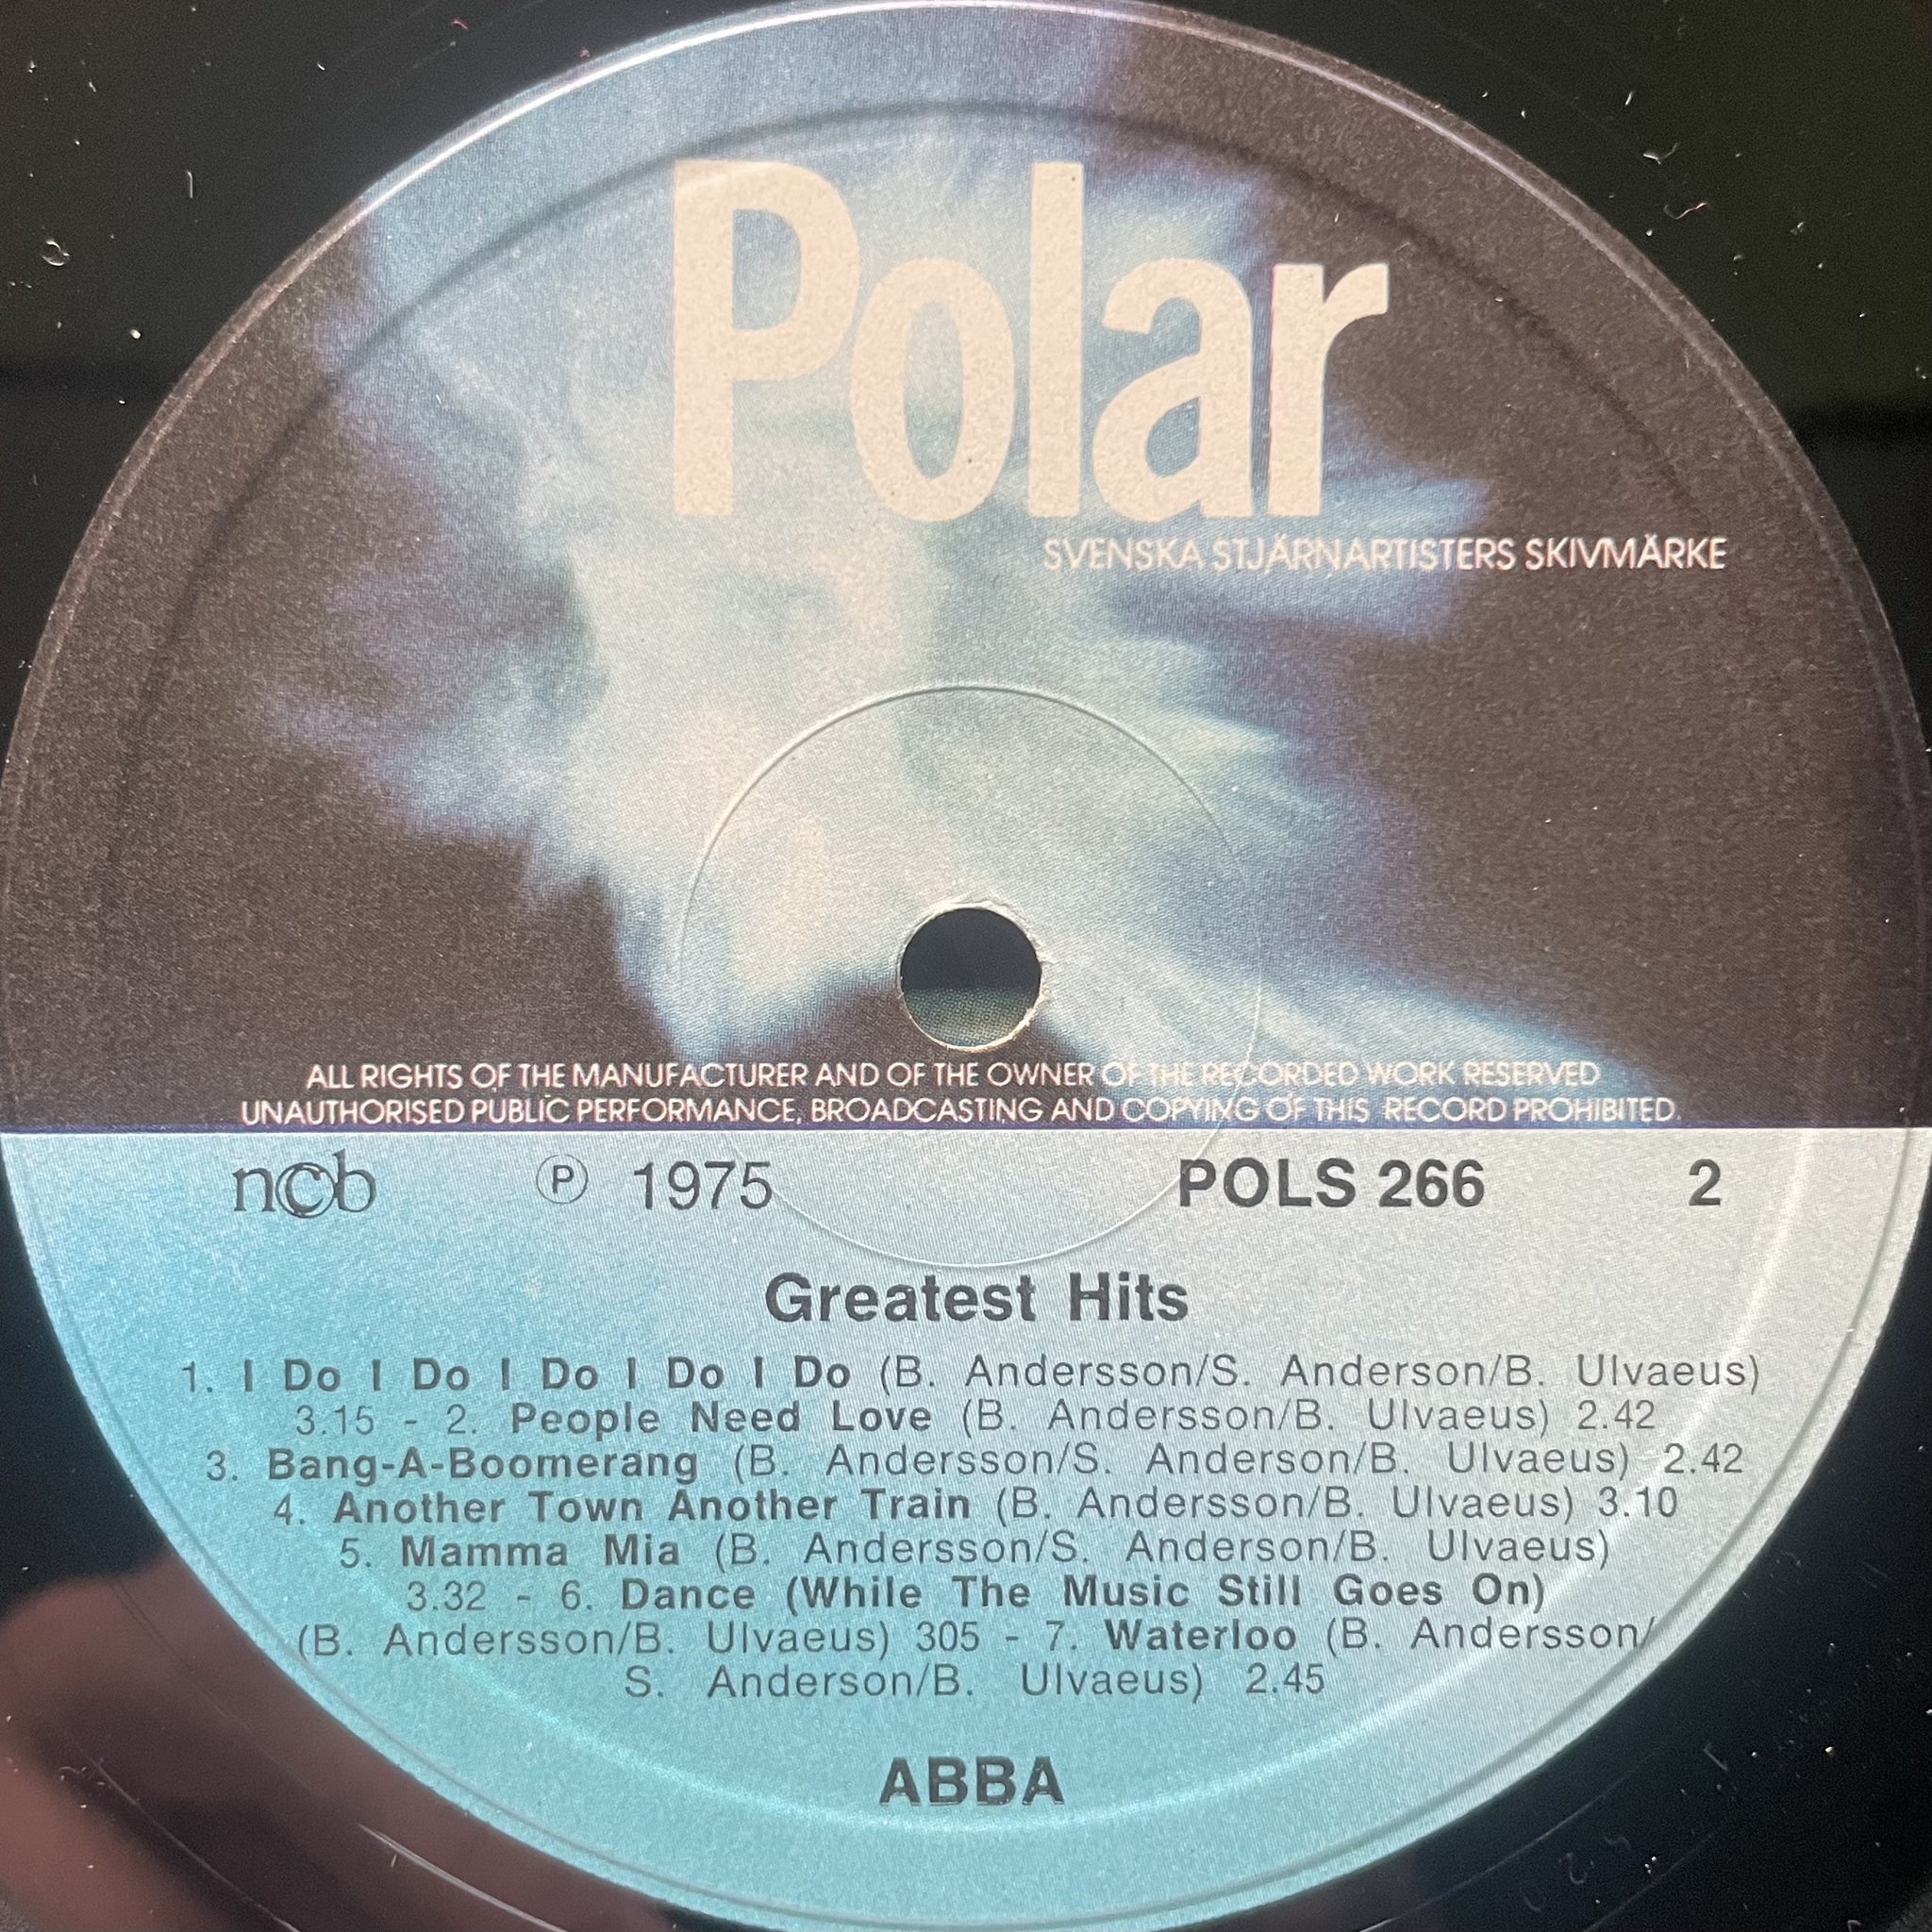 Polar
SVENSKA STJÄRNARTISTERS SKIVMÄRKE
ALL RIGHTS OF THE MANUFACTURER AND OF THE OWNER OF THE RECORDED WORK RESERVED
UNAUTHORISED PUBLIC PERFORMANCE, BROADCASTING AND COPYING OF THIS RECORD PROHIBITED.
ncb ℗ 1975 POLS 266 2
Greatest Hits
1. I Do I Do I Do I Do I Do (B. Andersson/S. Anderson/B. Ulvaeus)
3.15 - 2. People Need Love (B. Andersson/B. Ulvaeus) 2.42
3. Bang-A-Boomerang (B. Andersson/S. Anderson/B. Ulvaeus) 2.42
4. Another Town Another Train (B. Andersson/B. Ulvaeus) 3.10
5. Mamma Mia (B. Andersson/S. Anderson/B. Ulvaeus)
3.32 - 6. Dance (While The Music Still Goes On)
(B. Andersson/B. Ulvaeus) 305 - 7. Waterloo (B. Andersson/
S. Anderson/B. Ulvaeus) 2.45
ABBA